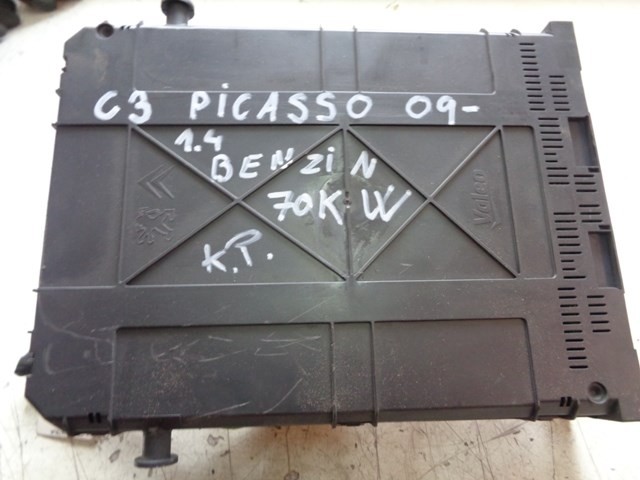 C3 PICASSO 09-
1.4
BENZIN
70KW
K.P.
Valeo